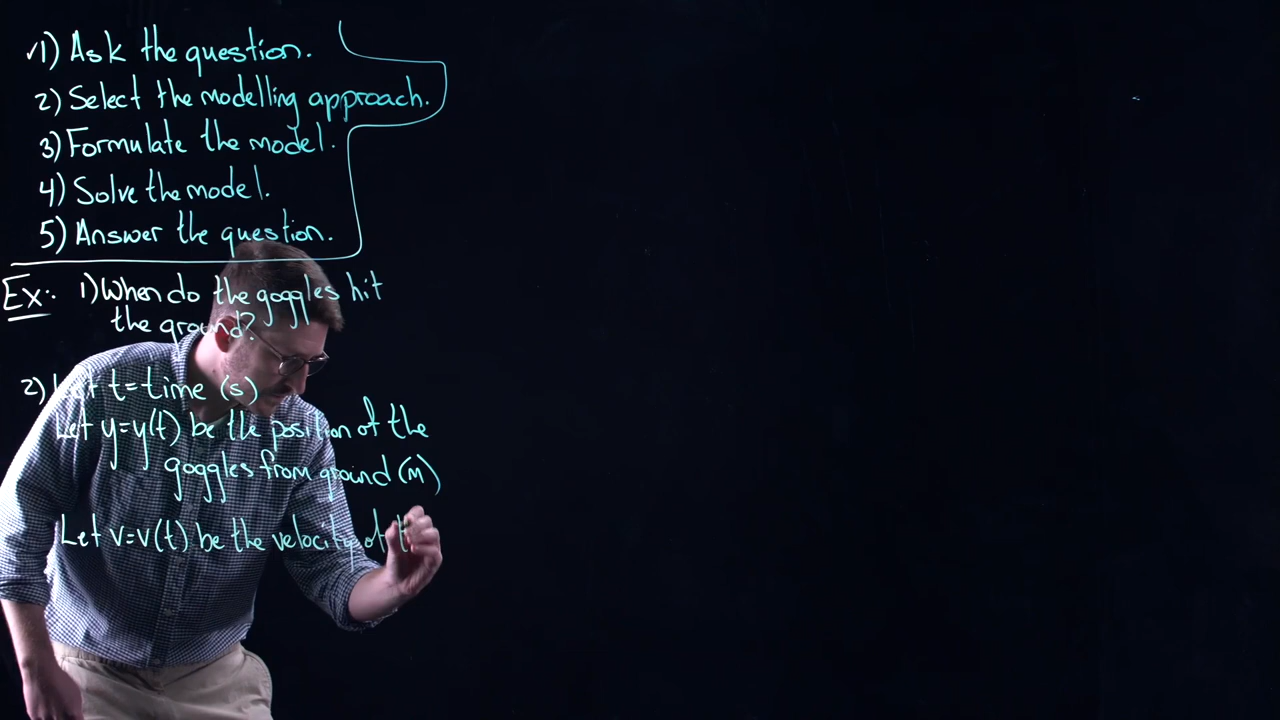 ✓1) Ask the question.
2) Select the modelling approach.
3) Formulate the model.
4) Solve the model.
5) Answer the question.
Ex: 1) When do the goggles hit
the ground?
2) Let t=time (s)
Let y=y(t) be the position of the
goggles from ground (m)
Let v=v(t) be the velocity of